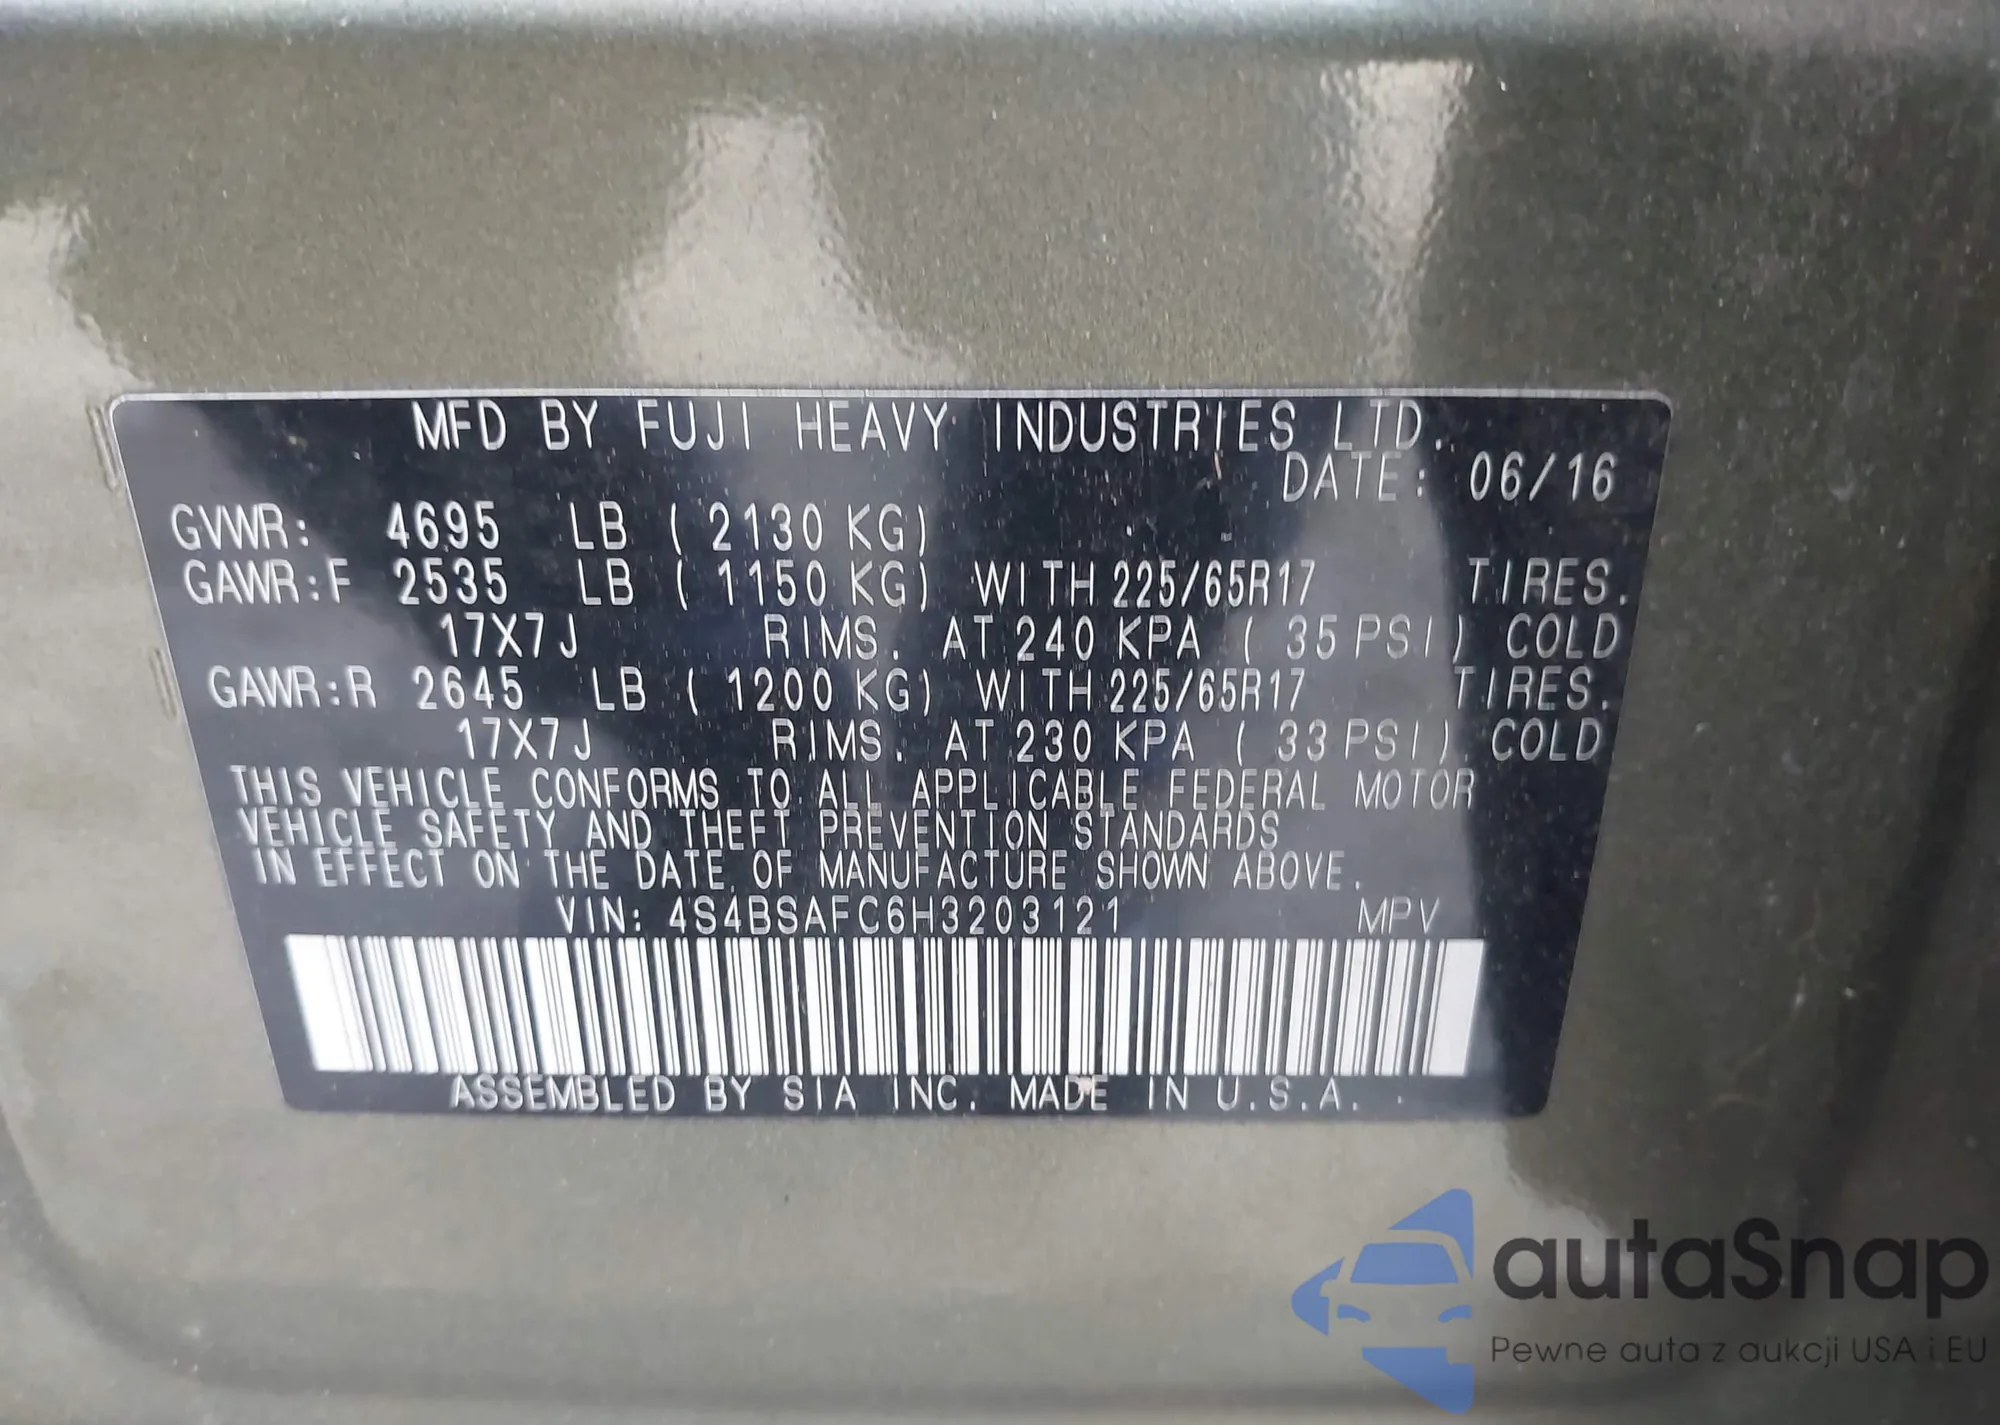 MFD BY FUJI HEAVY INDUSTRIES LTD.
DATE: 06/16
GVWR: 4695 LB ( 2130 KG)
GAWR:F 2535 LB ( 1150 KG) WITH 225/65R17 TIRES.
17X7J RIMS. AT 240 KPA ( 35 PSI) COLD
GAWR:R 2645 LB ( 1200 KG) WITH 225/65R17 TIRES.
17X7J RIMS. AT 230 KPA ( 33 PSI) COLD
THIS VEHICLE CONFORMS TO ALL APPLICABLE FEDERAL MOTOR
VEHICLE SAFETY AND THEFT PREVENTION STANDARDS
IN EFFECT ON THE DATE OF MANUFACTURE SHOWN ABOVE.
VIN: 4S4BSAFC6H3203121 MPV
ASSEMBLED BY SIA INC. MADE IN U.S.A.
autaSnap
Pewne auta z aukcji USA i EU